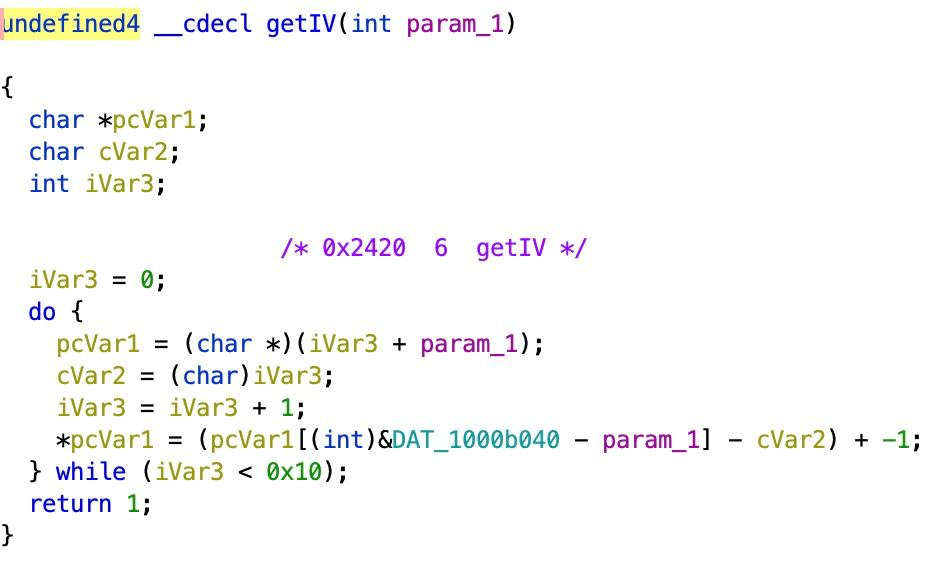 undefined4 __cdecl getIV(int param_1)
{
char *pcVar1;
char cVar2;
int iVar3;
/* 0x2420 6 getIV */
iVar3 = 0;
do {
pcVar1 = (char *)(iVar3 + param_1);
cVar2 = (char)iVar3;
iVar3 = iVar3 + 1;
*pcVar1 = (pcVar1[(int)&DAT_1000b040 - param_1] - cVar2) + -1;
} while (iVar3 < 0x10);
return 1;
}